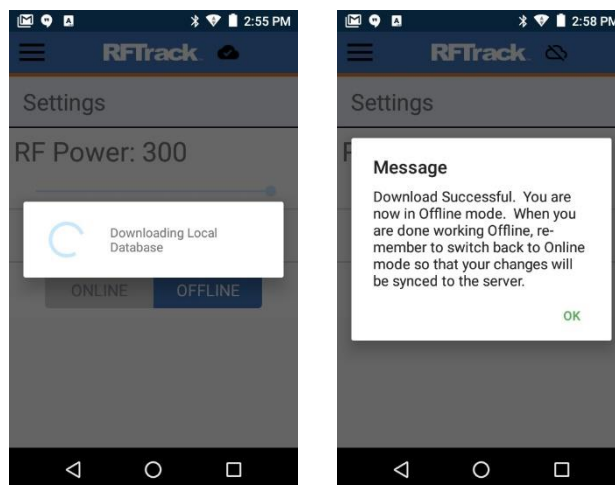 2:55 PM
RFTrack
Settings
RF Power: 300
Downloading Local
Database
ONLINE OFFLINE
2:58 PM
RFTrack
Settings
Message
Download Successful. You are
now in Offline mode. When you
are done working Offline, re-
member to switch back to Online
mode so that your changes will
be synced to the server.
OK